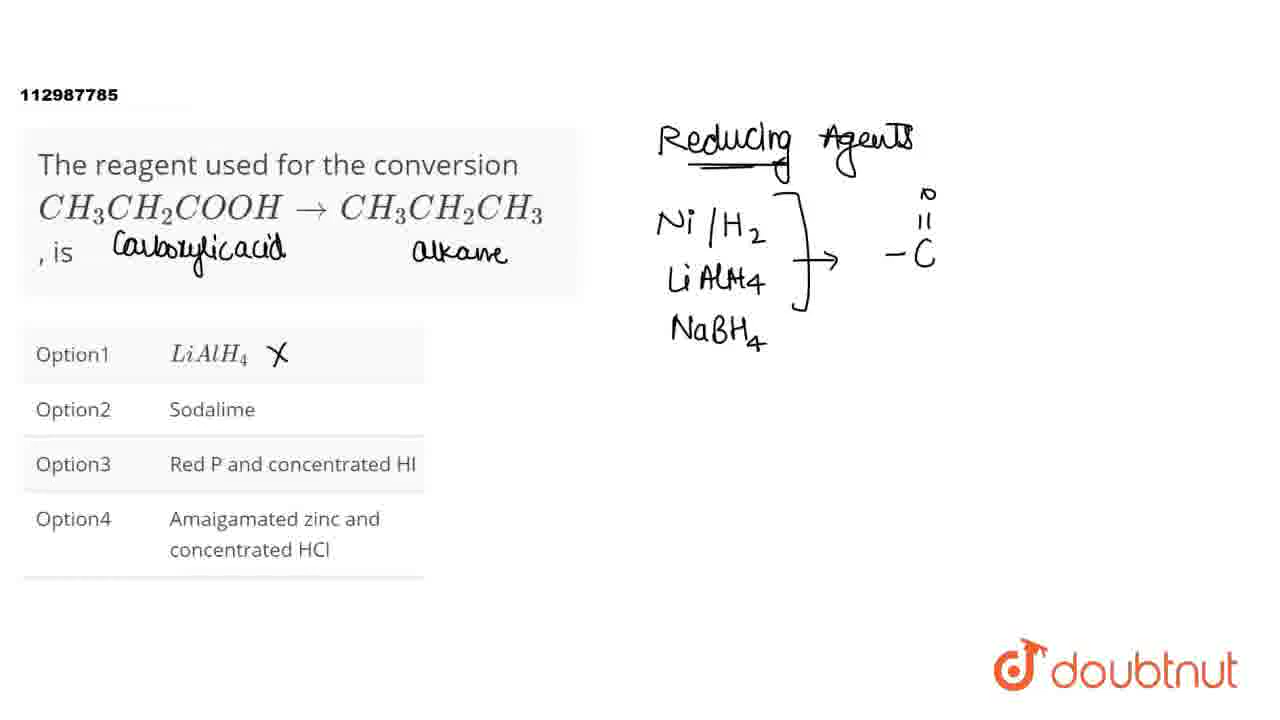 112987785
The reagent used for the conversion
CH₃CH₂COOH → CH₃CH₂CH₃
, is
Carboxylic acid
alkane
Option1 LiAlH₄ X
Option2 Sodalime
Option3 Red P and concentrated HI
Option4 Amaigamated zinc and
concentrated HCl
Reducing Agents
Ni/H₂
LiAlH₄
NaBH₄
→
O
||
–C
doubtnut